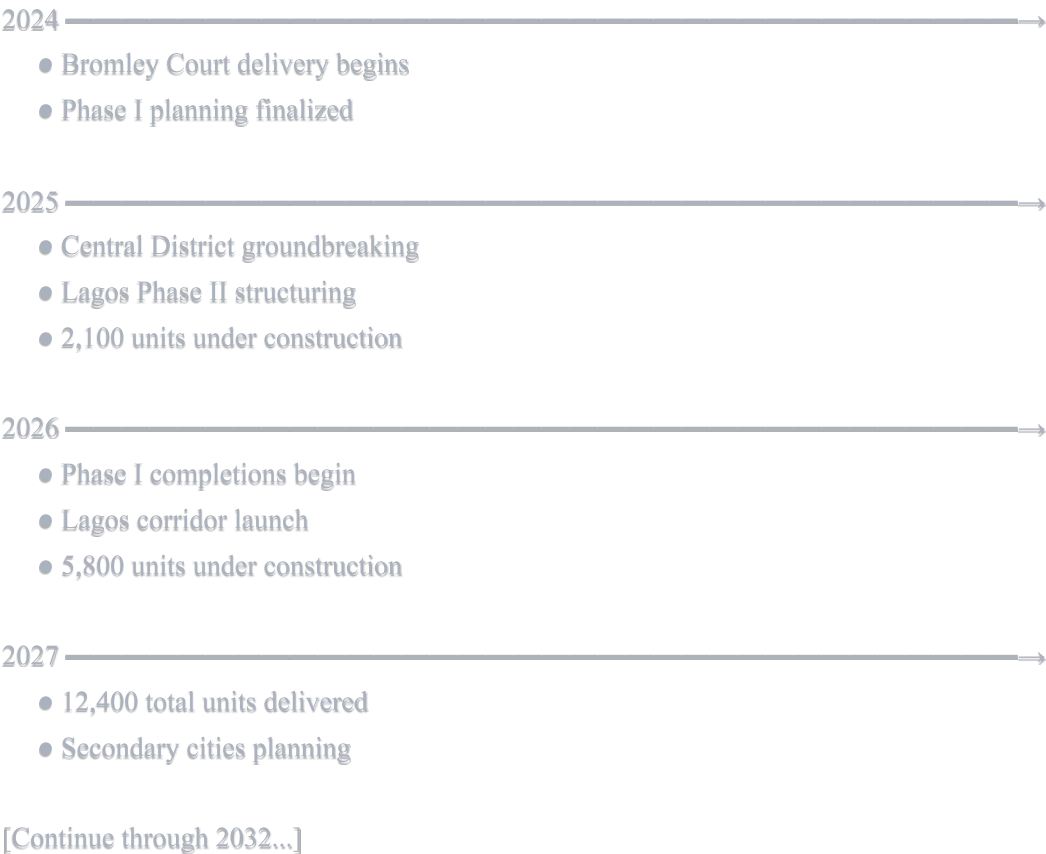 2024
● Bromley Court delivery begins
● Phase I planning finalized
2025
● Central District groundbreaking
● Lagos Phase II structuring
● 2,100 units under construction
2026
● Phase I completions begin
● Lagos corridor launch
● 5,800 units under construction
2027
● 12,400 total units delivered
● Secondary cities planning
[Continue through 2032...]